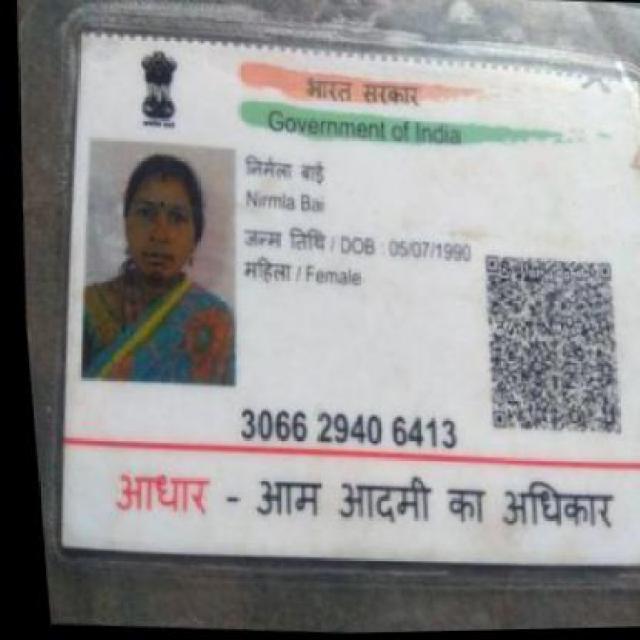 भारत सरकार
Government of India
निर्मला बाई
Nirmla Bai
जन्म तिथि / DOB : 05/07/1990
महिला / Female
3066 2940 6413
आधार - आम आदमी का अधिकार